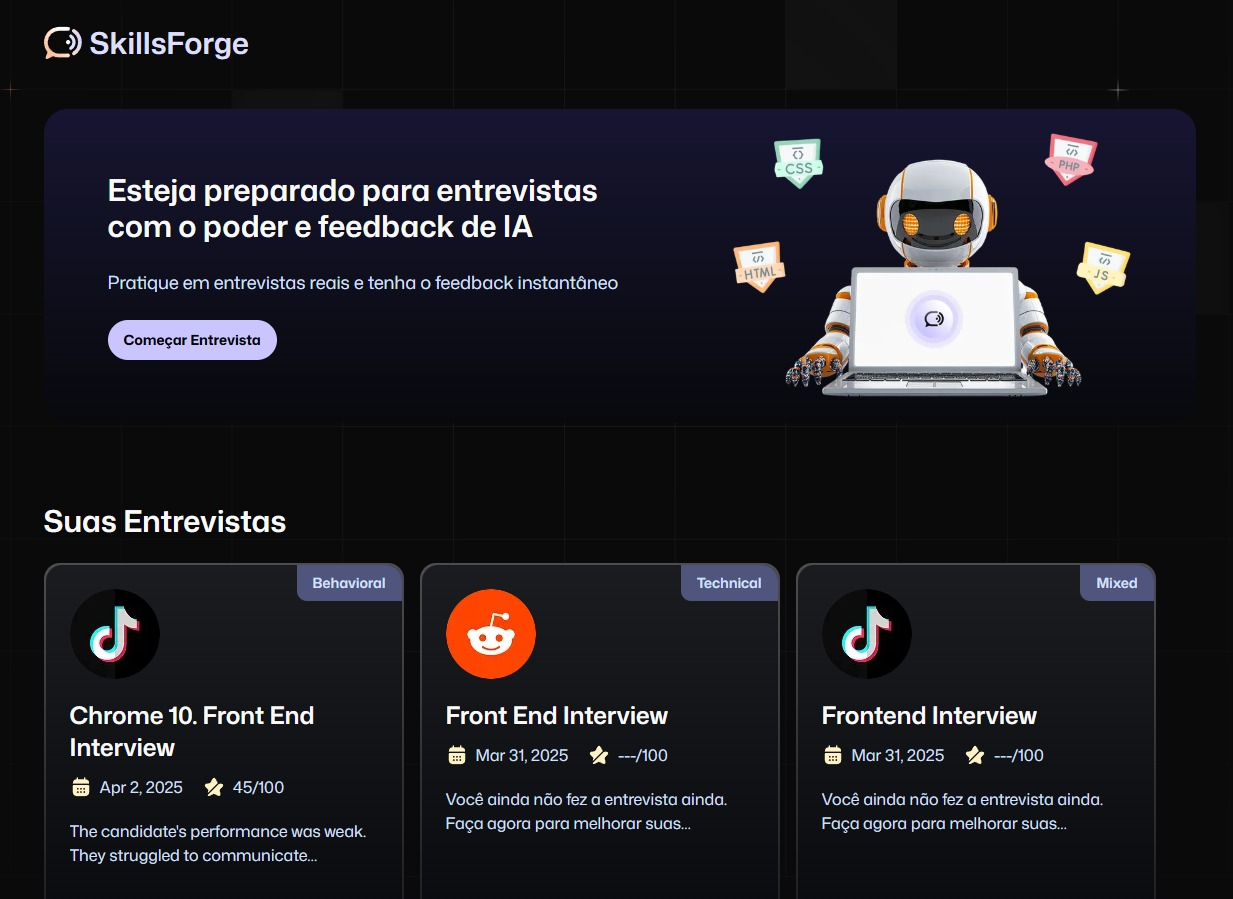 SkillsForge
Esteja preparado para entrevistas
com o poder e feedback de IA
Pratique em entrevistas reais e tenha o feedback instantâneo
Começar Entrevista
CSS
PHP
HTML
JS
Suas Entrevistas
Behavioral
Chrome 10. Front End
Interview
Apr 2, 2025 45/100
The candidate's performance was weak.
They struggled to communicate...
Technical
Front End Interview
Mar 31, 2025 ---/100
Você ainda não fez a entrevista ainda.
Faça agora para melhorar suas...
Mixed
Frontend Interview
Mar 31, 2025 ---/100
Você ainda não fez a entrevista ainda.
Faça agora para melhorar suas...